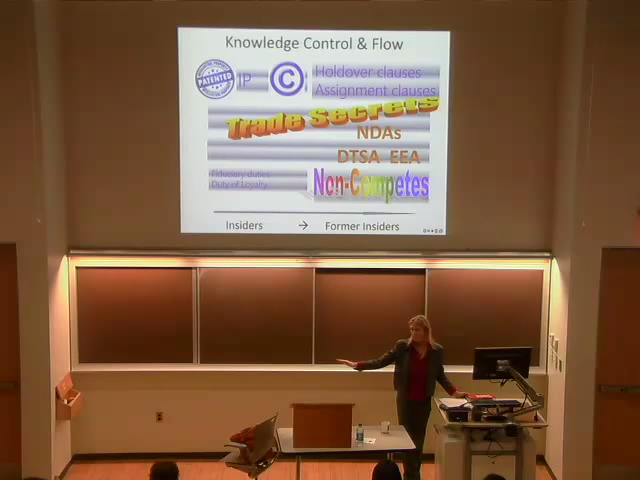 Knowledge Control & Flow
PATENTED
IP
©
Holdover clauses
Assignment clauses
Trade Secrets
NDAs
DTSA EEA
Fiduciary duties
Duty of Loyalty
Non-Competes
Insiders → Former Insiders